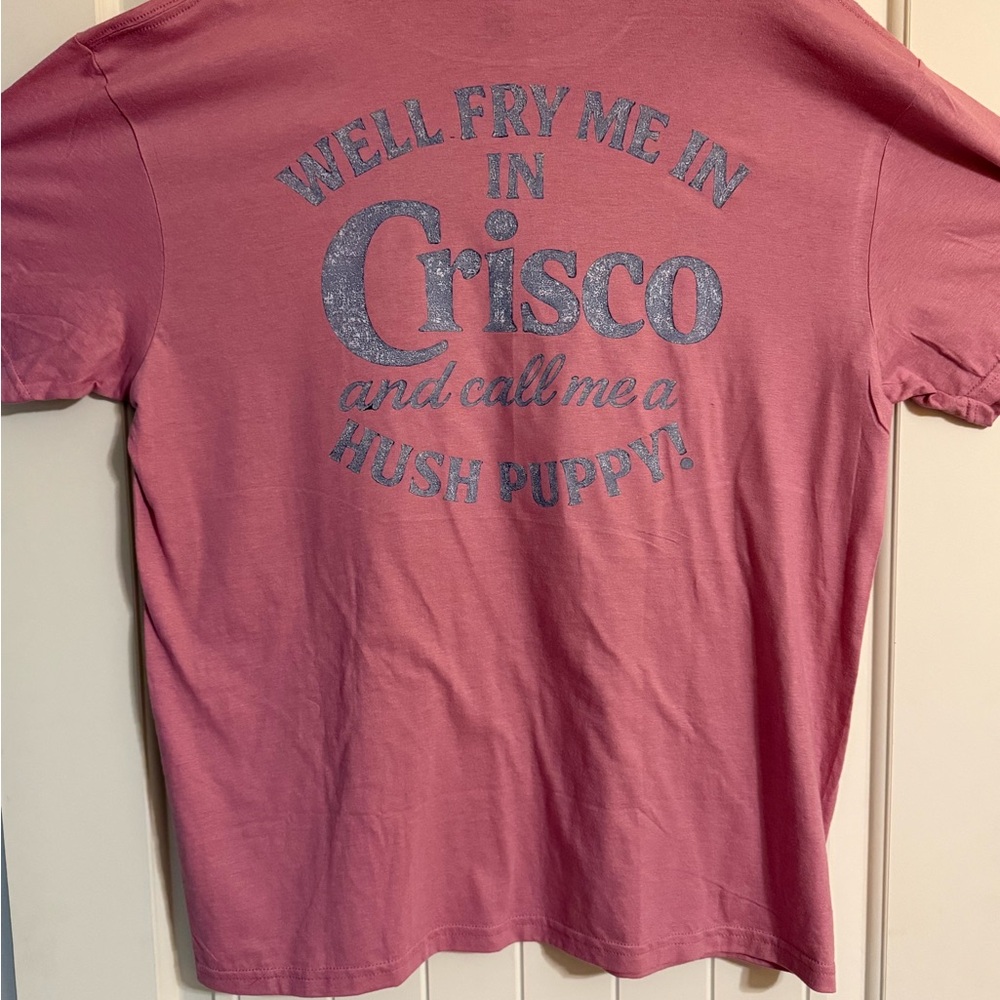 WELL FRY ME IN
IN
Crisco
and call me a
HUSH PUPPY!